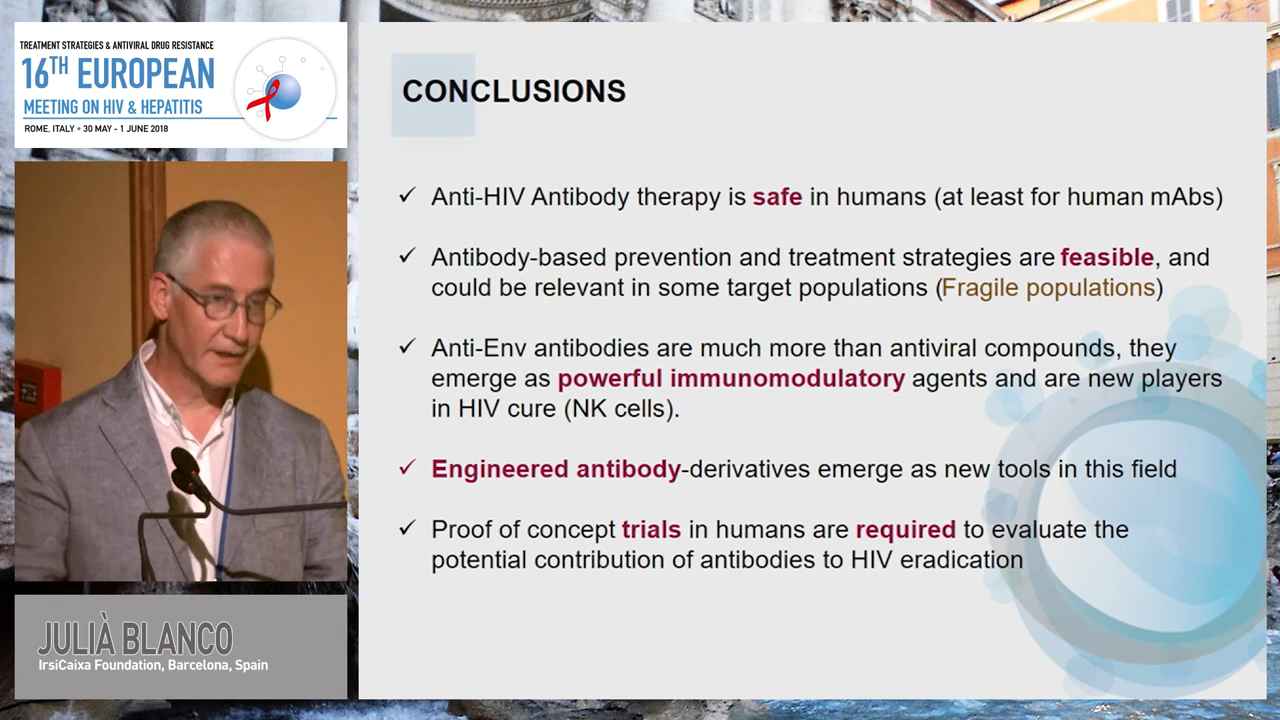 TREATMENT STRATEGIES & ANTIVIRAL DRUG RESISTANCE
16TH EUROPEAN
MEETING ON HIV & HEPATITIS
ROME, ITALY • 30 MAY - 1 JUNE 2018
JULIÀ BLANCO
IrsiCaixa Foundation, Barcelona, Spain
CONCLUSIONS
✓ Anti-HIV Antibody therapy is safe in humans (at least for human mAbs)
✓ Antibody-based prevention and treatment strategies are feasible, and
could be relevant in some target populations (Fragile populations)
✓ Anti-Env antibodies are much more than antiviral compounds, they
emerge as powerful immunomodulatory agents and are new players
in HIV cure (NK cells).
✓ Engineered antibody-derivatives emerge as new tools in this field
✓ Proof of concept trials in humans are required to evaluate the
potential contribution of antibodies to HIV eradication